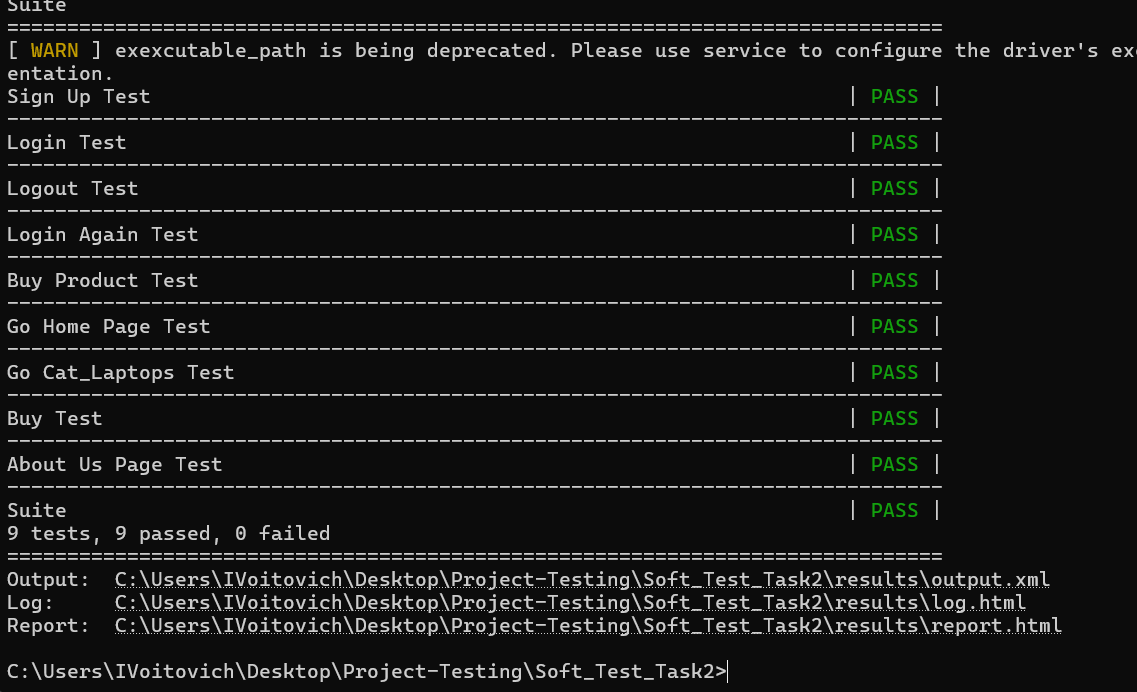 Suite
==============================================================================
[ WARN ] exexcutable_path is being deprecated. Please use service to configure the driver's
entation.
Sign Up Test                                                          | PASS |
------------------------------------------------------------------------------
Login Test                                                            | PASS |
------------------------------------------------------------------------------
Logout Test                                                           | PASS |
------------------------------------------------------------------------------
Login Again Test                                                      | PASS |
------------------------------------------------------------------------------
Buy Product Test                                                      | PASS |
------------------------------------------------------------------------------
Go Home Page Test                                                     | PASS |
------------------------------------------------------------------------------
Go Cat_Laptops Test                                                   | PASS |
------------------------------------------------------------------------------
Buy Test                                                              | PASS |
------------------------------------------------------------------------------
About Us Page Test                                                    | PASS |
------------------------------------------------------------------------------
Suite                                                                 | PASS |
9 tests, 9 passed, 0 failed
==============================================================================
Output:  C:\Users\IVoitovich\Desktop\Project-Testing\Soft_Test_Task2\results\output.xml
Log:     C:\Users\IVoitovich\Desktop\Project-Testing\Soft_Test_Task2\results\log.html
Report:  C:\Users\IVoitovich\Desktop\Project-Testing\Soft_Test_Task2\results\report.html
C:\Users\IVoitovich\Desktop\Project-Testing\Soft_Test_Task2>